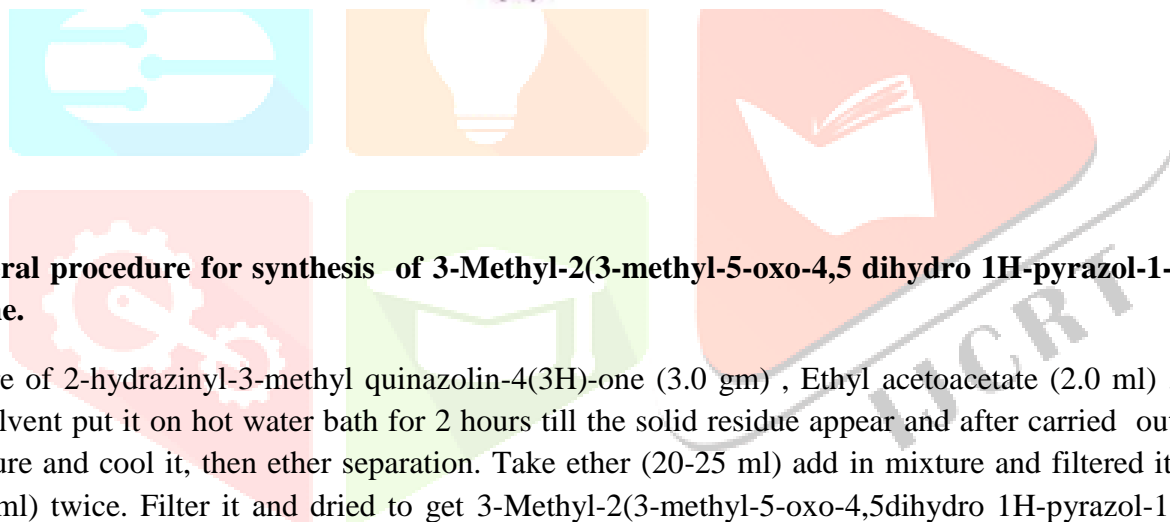 ral procedure for synthesis of 3-Methyl-2(3-methyl-5-oxo-4,5 dihydro 1H-pyrazol-1-
ne.
re of 2-hydrazinyl-3-methyl quinazolin-4(3H)-one (3.0 gm) , Ethyl acetoacetate (2.0 ml)
lvent put it on hot water bath for 2 hours till the solid residue appear and after carried ou
ure and cool it, then ether separation. Take ether (20-25 ml) add in mixture and filtered it
ml) twice. Filter it and dried to get 3-Methyl-2(3-methyl-5-oxo-4,5dihydro 1H-pyrazol-1
IJCRT